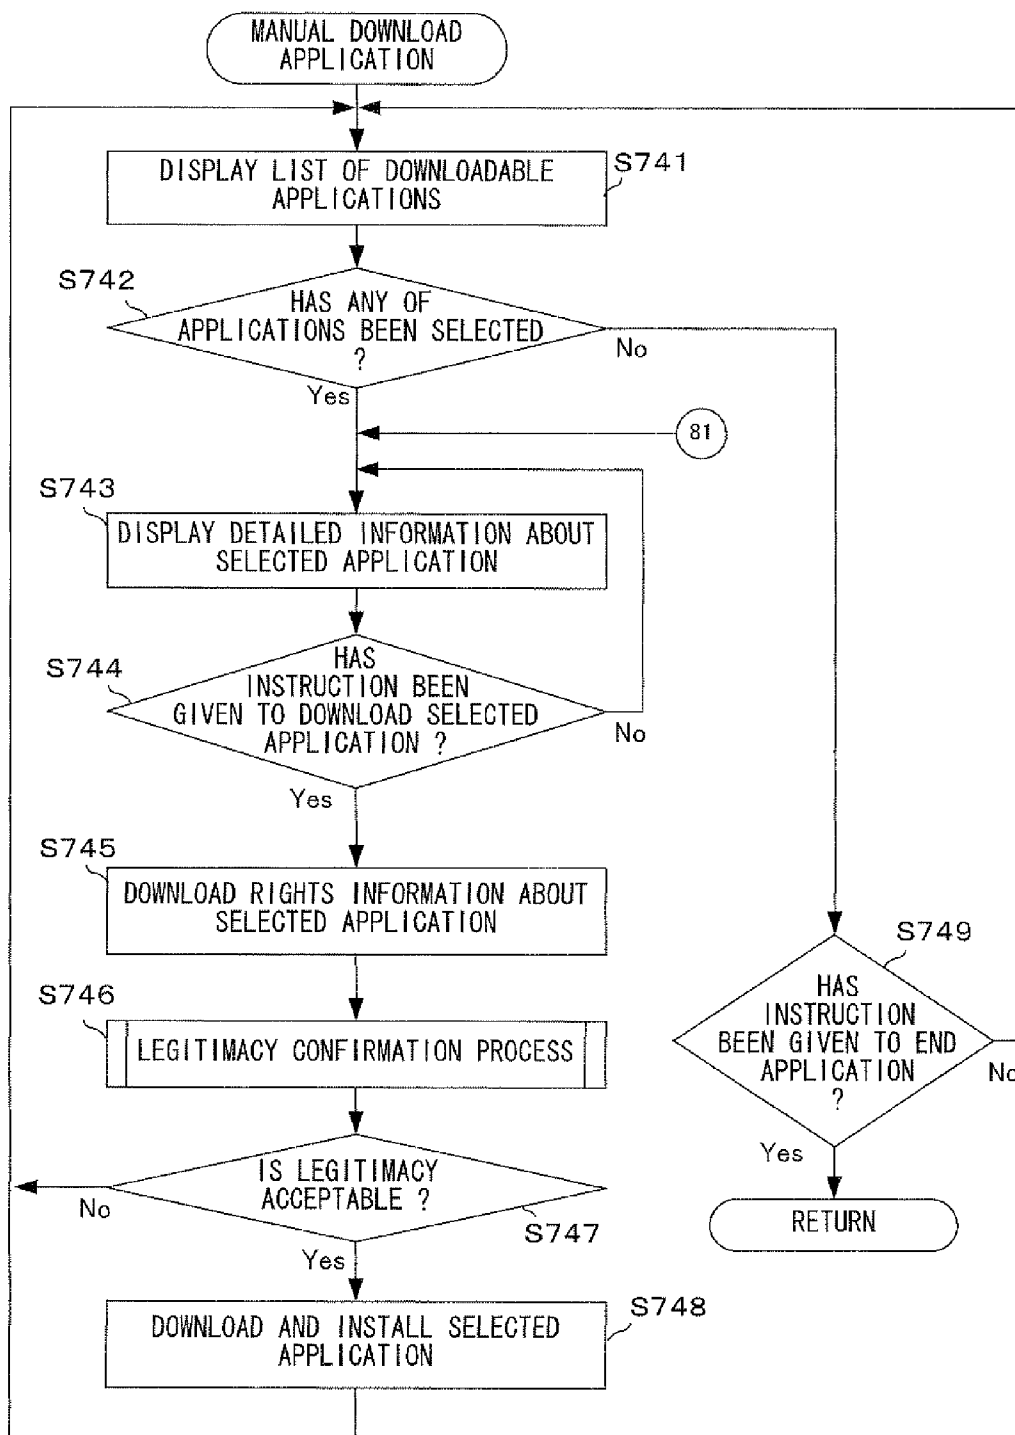 MANUAL DOWNLOAD
APPLICATION
DISPLAY LIST OF DOWNLOADABLE
APPLICATIONS
S741
S742
HAS ANY OF
APPLICATIONS BEEN SELECTED
?
No
Yes
81
S743
DISPLAY DETAILED INFORMATION ABOUT
SELECTED APPLICATION
S744
HAS
INSTRUCTION BEEN
GIVEN TO DOWNLOAD SELECTED
APPLICATION ?
No
Yes
S745
DOWNLOAD RIGHTS INFORMATION ABOUT
SELECTED APPLICATION
S746
LEGITIMACY CONFIRMATION PROCESS
IS LEGITIMACY
ACCEPTABLE ?
No
S747
Yes
S748
DOWNLOAD AND INSTALL SELECTED
APPLICATION
S749
HAS
INSTRUCTION
BEEN GIVEN TO END
APPLICATION
?
No
Yes
RETURN